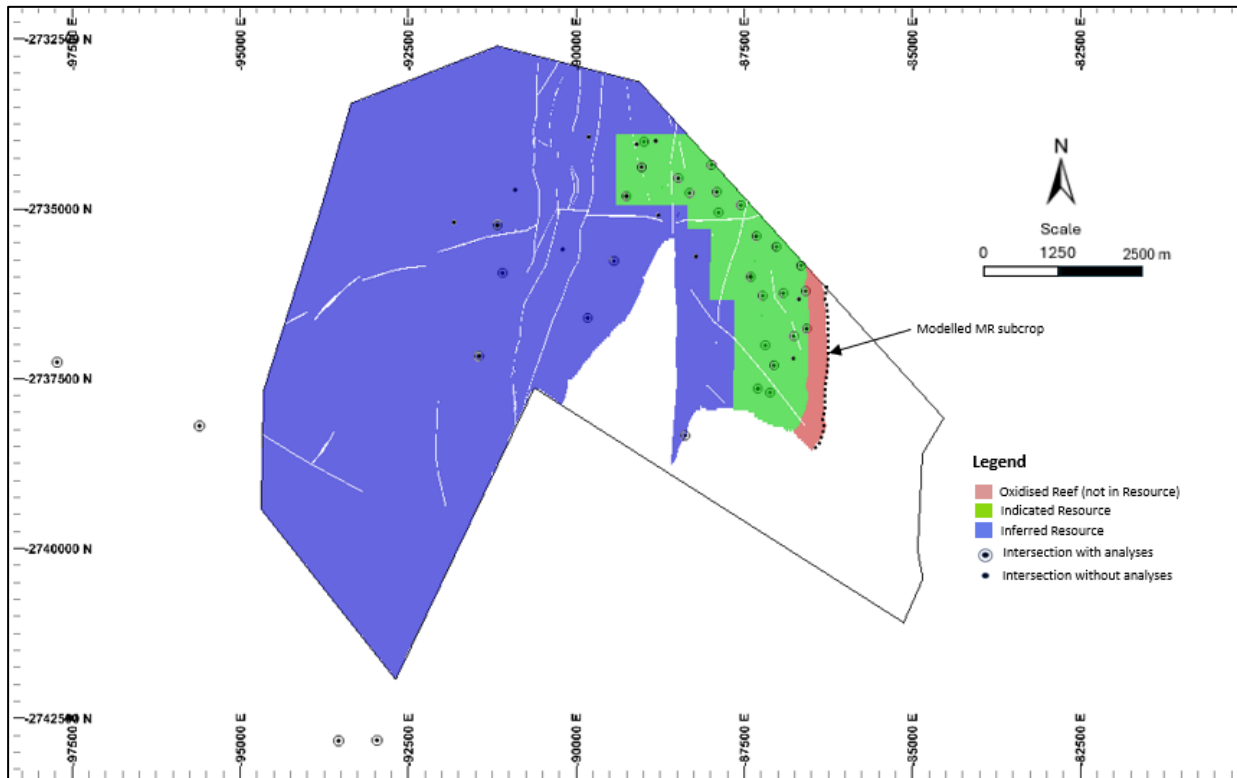 -97500 E
-95000 E
-92500 E
-90000 E
-87500 E
-85000 E
-82500 E
-2732500 N
-2735000 N
-2737500 N
-2740000 N
-2742500 N
N
Scale
0 1250 2500 m
Modelled MR subcrop
Legend
Oxidised Reef (not in Resource)
Indicated Resource
Inferred Resource
Intersection with analyses
Intersection without analyses
-97500 E
-95000 E
-92500 E
-90000 E
-87500 E
-85000 E
-82500 E